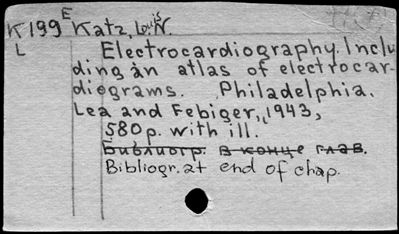 E
K199 Katz, Louis N.
L Electrocardiography. Inclu
ding an atlas of electrocar-
diograms. Philadelphia.
Lea and Febiger, 1943,
580p. with ill.
Библиогр. в конце глав.
Bibliogr. at end of chap.